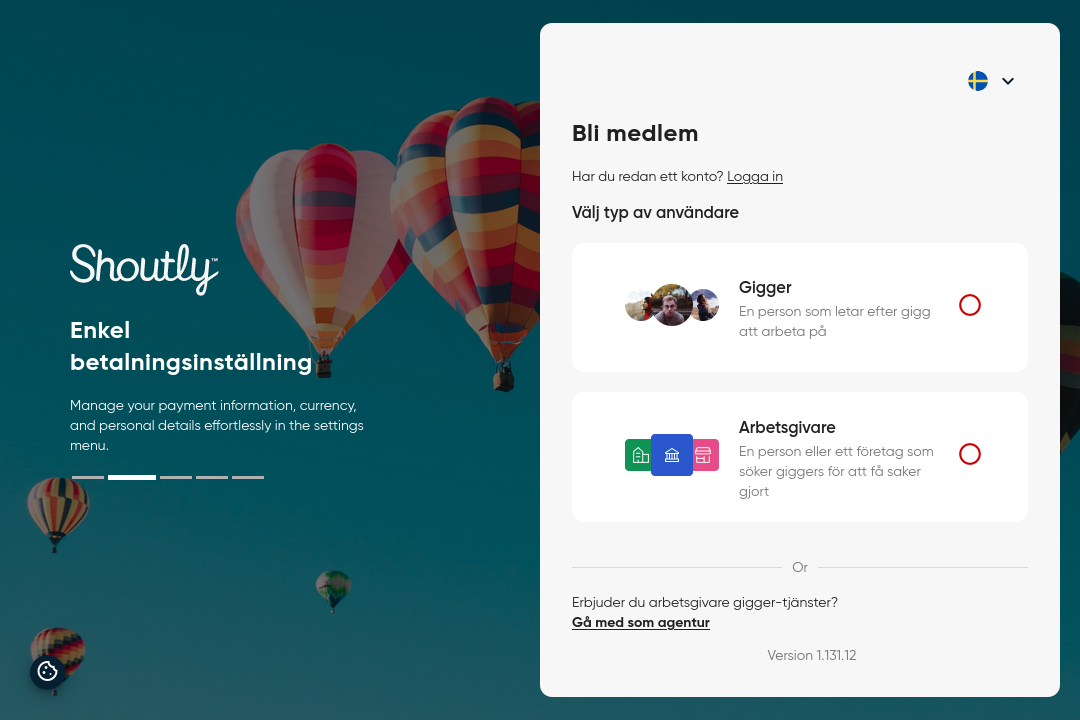 Shoutly™
Enkel
betalningsinställning
Manage your payment information, currency,
and personal details effortlessly in the settings
menu.
Bli medlem
Har du redan ett konto? Logga in
Välj typ av användare
Gigger
En person som letar efter gigg
att arbeta på
Arbetsgivare
En person eller ett företag som
söker giggers för att få saker
gjort
Or
Erbjuder du arbetsgivare gigger-tjänster?
Gå med som agentur
Version 1.131.12